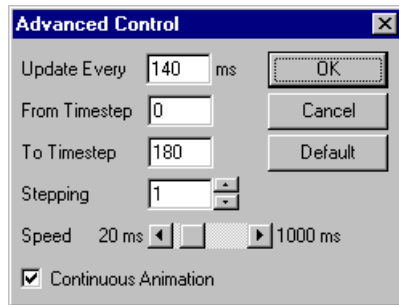 Advanced Control
Update Every 140 ms OK
From Timestep 0 Cancel
To Timestep 180 Default
Stepping 1
Speed 20 ms 1000 ms
Continuous Animation